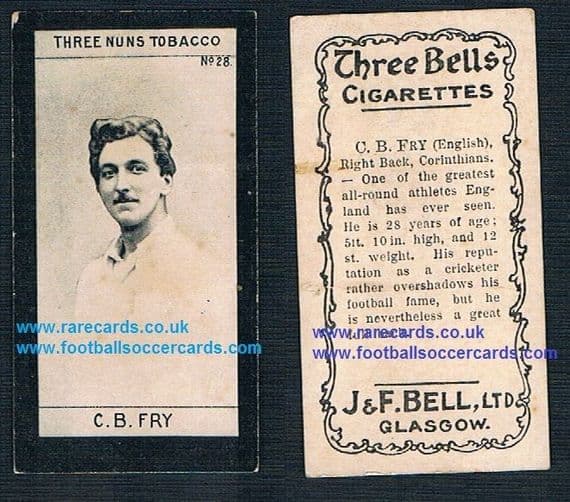 THREE NUNS TOBACCO
No 28.
www.rarecards.co.uk
www.footballsoccercards.com
C.B. FRY
Three Bells
CIGARETTES
C. B. FRY (English),
Right Back, Corinthians.
— One of the greatest
all-round athletes Eng-
land has ever seen.
He is 28 years of age;
5ft. 10in. high, and 12
st. weight. His repu-
tation as a cricketer
rather overshadows his
football fame, but he
is nevertheless a great
www.rarecards.co.uk
www.footballsoccercards.com
J & F. BELL, LTD
GLASGOW.